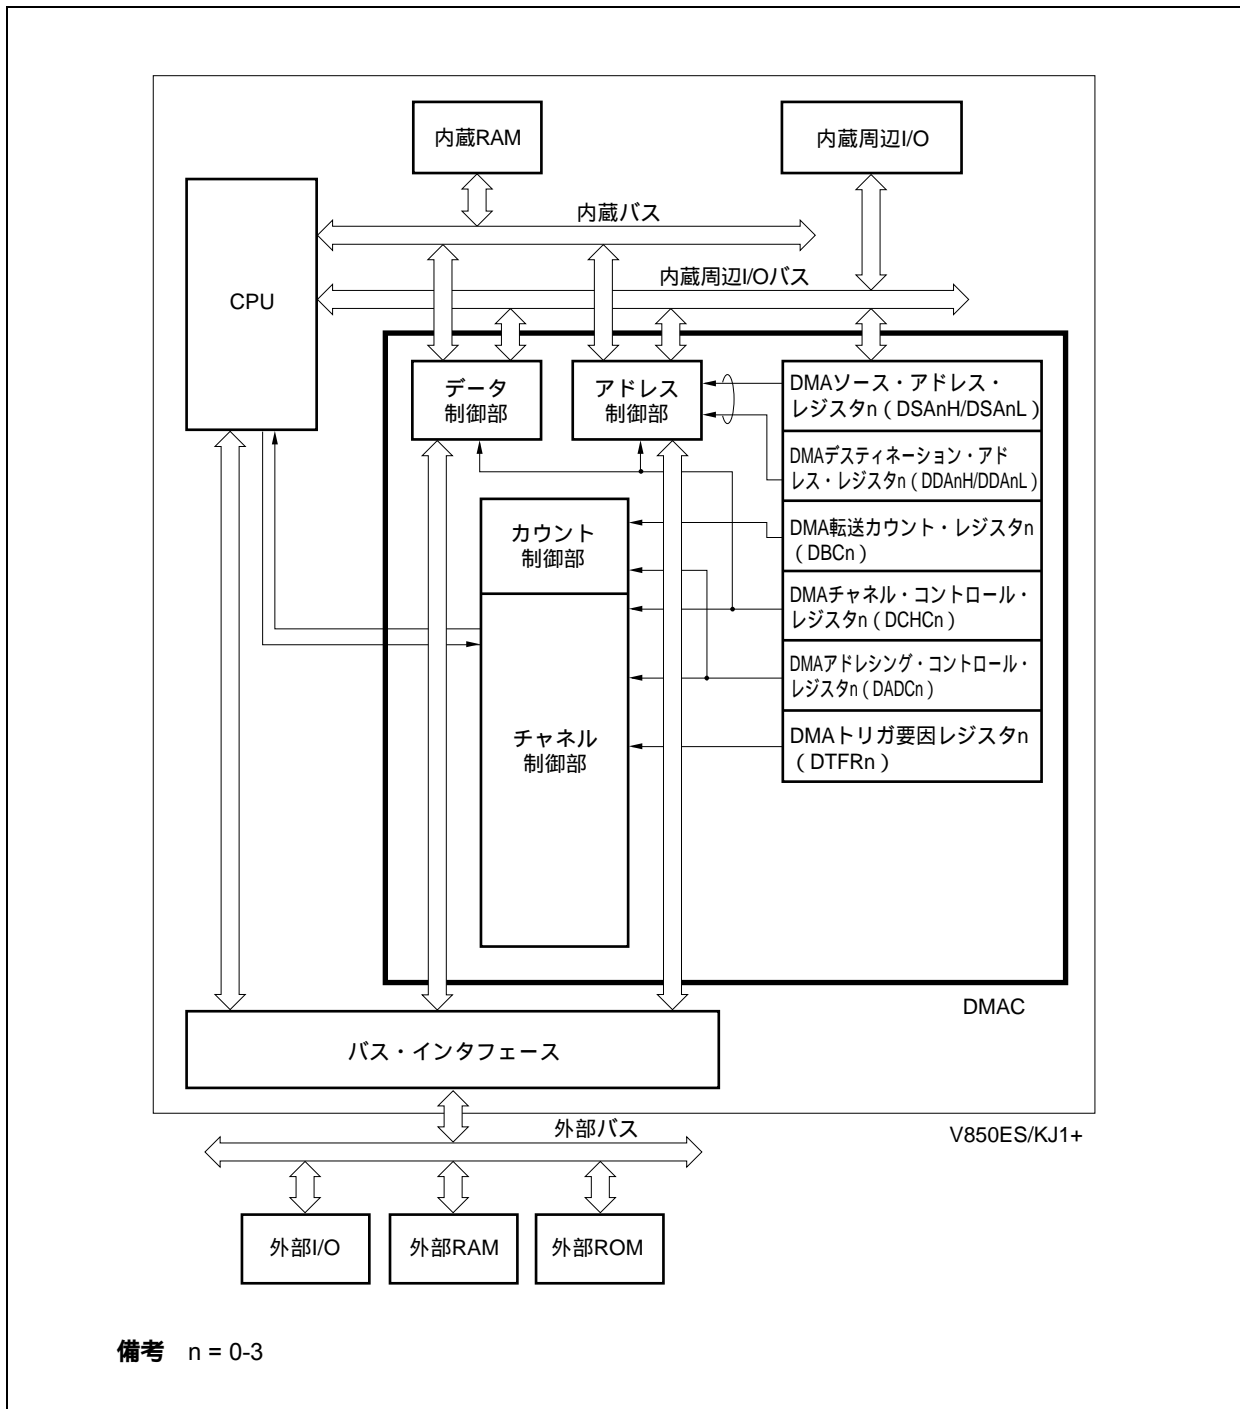 内蔵RAM
内蔵周辺I/O
内蔵バス
内蔵周辺I/Oバス
CPU
データ
制御部
アドレス
制御部
DMAソース・アドレス・
レジスタn（DSAnH/DSAnL）
DMAデスティネーション・アド
レス・レジスタn（DDAnH/DDAnL）
カウント
制御部
DMA転送カウント・レジスタn
（DBCn）
DMAチャネル・コントロール・
レジスタn（DCHCn）
DMAアドレシング・コントロール・
レジスタn（DADCn）
チャネル
制御部
DMAトリガ要因レジスタn
（DTFRn）
DMAC
バス・インタフェース
V850ES/KJ1+
外部バス
外部I/O
外部RAM
外部ROM
備考 n = 0-3